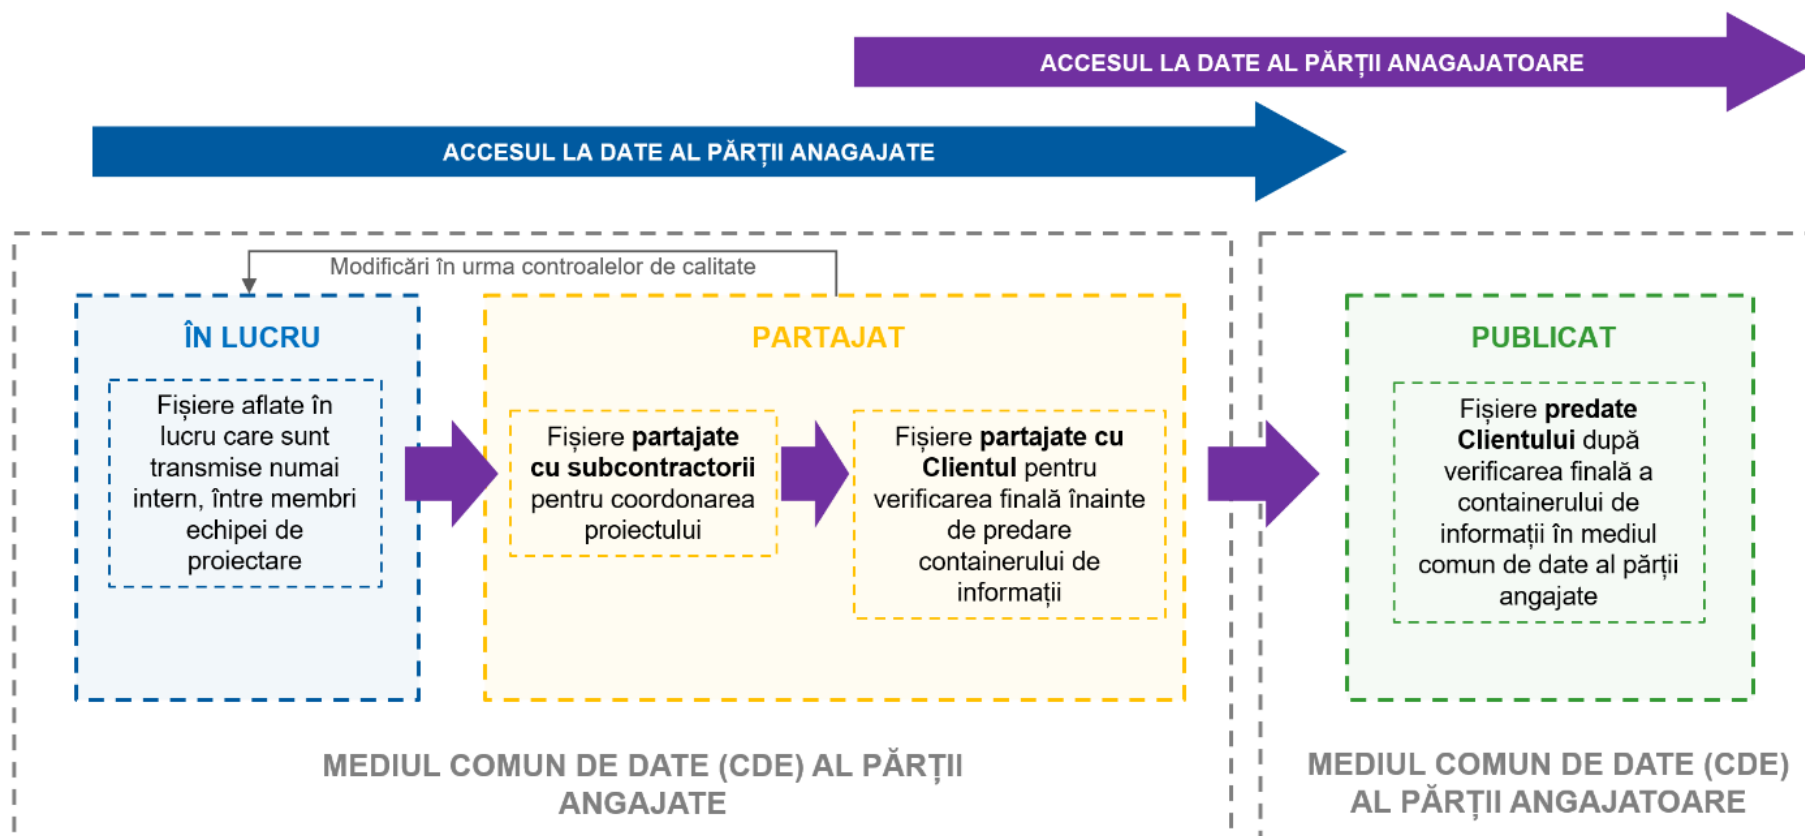 ACCESUL LA DATE AL PĂRȚII ANAGAJATOARE
ACCESUL LA DATE AL PĂRȚII ANAGAJATE
Modificări în urma controalelor de calitate
ÎN LUCRU
Fișiere aflate în
lucru care sunt
transmise numai
intern, între membri
echipei de
proiectare
PARTAJAT
Fișiere partajate
cu subcontractorii
pentru coordonarea
proiectului
Fișiere partajate cu
Clientul pentru
verificarea finală înainte
de predare
containerului de
informații
PUBLICAT
Fișiere predate
Clientului după
verificarea finală a
containerului de
informații în mediul
comun de date al părții
angajate
MEDIUL COMUN DE DATE (CDE) AL PĂRȚII
ANGAJATE
MEDIUL COMUN DE DATE (CDE)
AL PĂRȚII ANGAJATOARE